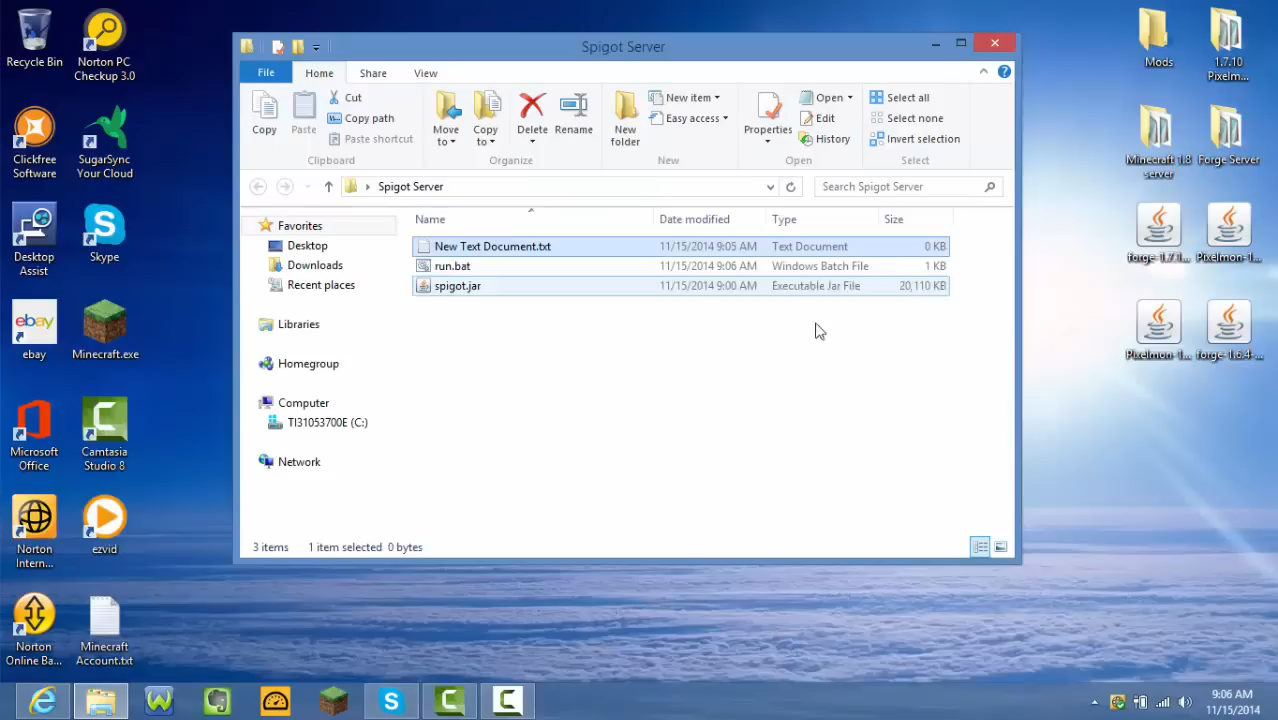 Recycle Bin
Norton PC
Checkup 3.0
Clickfree
Software
SugarSync
Your Cloud
Desktop
Assist
Skype
ebay
Minecraft.exe
Microsoft
Office
Camtasia
Studio 8
Norton
Intern...
ezvid
Norton
Online Ba...
Minecraft
Account.txt
Spigot Server
File Home Share View
Copy
Paste
Cut
Copy path
Paste shortcut
Clipboard
Move
to
Copy
to
Delete
Rename
Organize
New
folder
New item
Easy access
New
Properties
Open
Edit
History
Open
Select all
Select none
Invert selection
Select
Spigot Server
Search Spigot Server
Favorites
Desktop
Downloads
Recent places
Libraries
Homegroup
Computer
TI31053700E (C:)
Network
Name Date modified Type Size
New Text Document.txt 11/15/2014 9:05 AM Text Document 0 KB
run.bat 11/15/2014 9:06 AM Windows Batch File 1 KB
spigot.jar 11/15/2014 9:00 AM Executable Jar File 20,110 KB
3 items 1 item selected 0 bytes
Mods
1.7.10
Pixelm...
Minecraft 1.8
server
Forge Server
forge-1.7.1...
Pixelmon-1...
Pixelmon-1...
forge-1.6.4-...
9:06 AM
11/15/2014